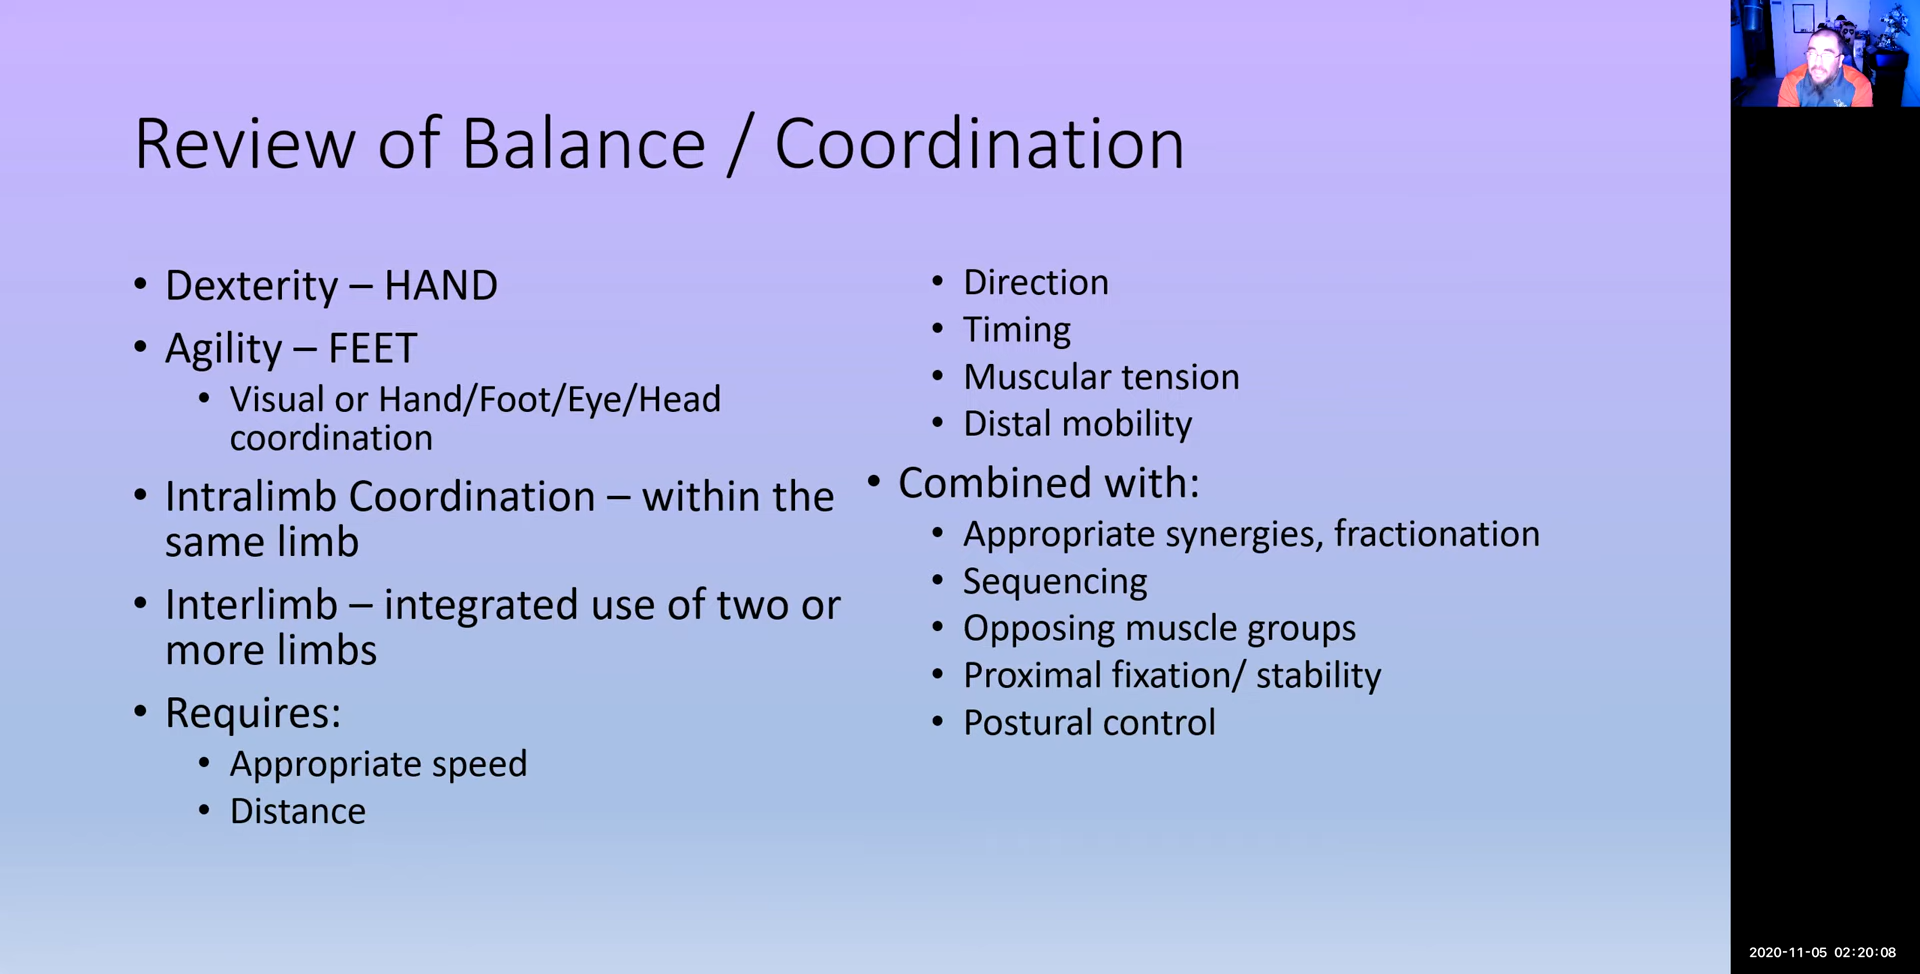 Review of Balance / Coordination
• Dexterity – HAND
• Agility – FEET
• Visual or Hand/Foot/Eye/Head
coordination
• Intralimb Coordination – within the
same limb
• Interlimb – integrated use of two or
more limbs
• Requires:
• Appropriate speed
• Distance
• Direction
• Timing
• Muscular tension
• Distal mobility
• Combined with:
• Appropriate synergies, fractionation
• Sequencing
• Opposing muscle groups
• Proximal fixation/ stability
• Postural control
2020-11-05 02:20:08